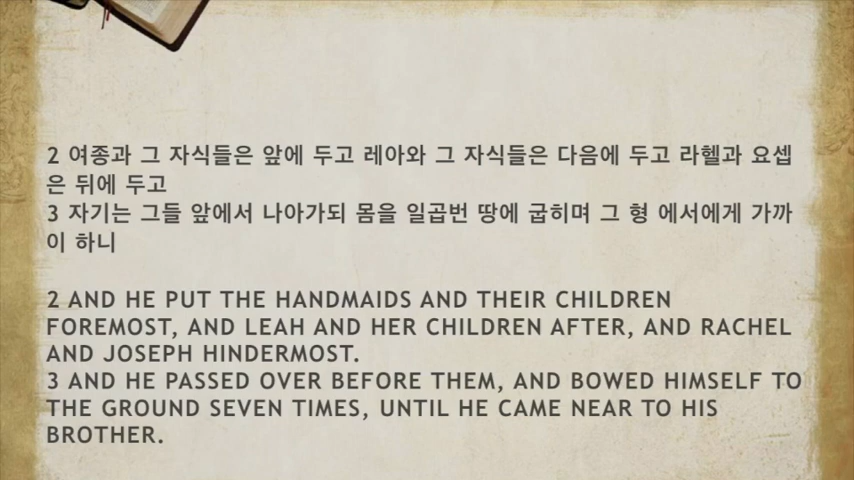 2 여종과 그 자식들은 앞에 두고 레아와 그 자식들은 다음에 두고 라헬과 요셉
은 뒤에 두고
3 자기는 그들 앞에서 나아가되 몸을 일곱번 땅에 굽히며 그 형 에서에게 가까
이 하니
2 AND HE PUT THE HANDMAIDS AND THEIR CHILDREN
FOREMOST, AND LEAH AND HER CHILDREN AFTER, AND RACHEL
AND JOSEPH HINDERMOST.
3 AND HE PASSED OVER BEFORE THEM, AND BOWED HIMSELF TO
THE GROUND SEVEN TIMES, UNTIL HE CAME NEAR TO HIS
BROTHER.